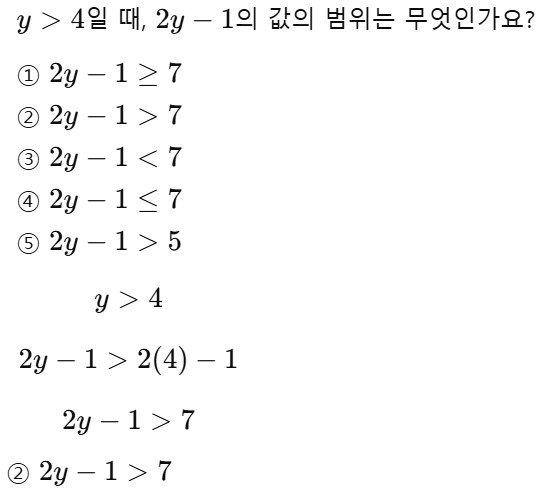 y > 4일 때, 2y − 1의 값의 범위는 무엇인가요?
① 2y − 1 ≥ 7
② 2y − 1 > 7
③ 2y − 1 < 7
④ 2y − 1 ≤ 7
⑤ 2y − 1 > 5
y > 4
2y − 1 > 2(4) − 1
2y − 1 > 7
② 2y − 1 > 7